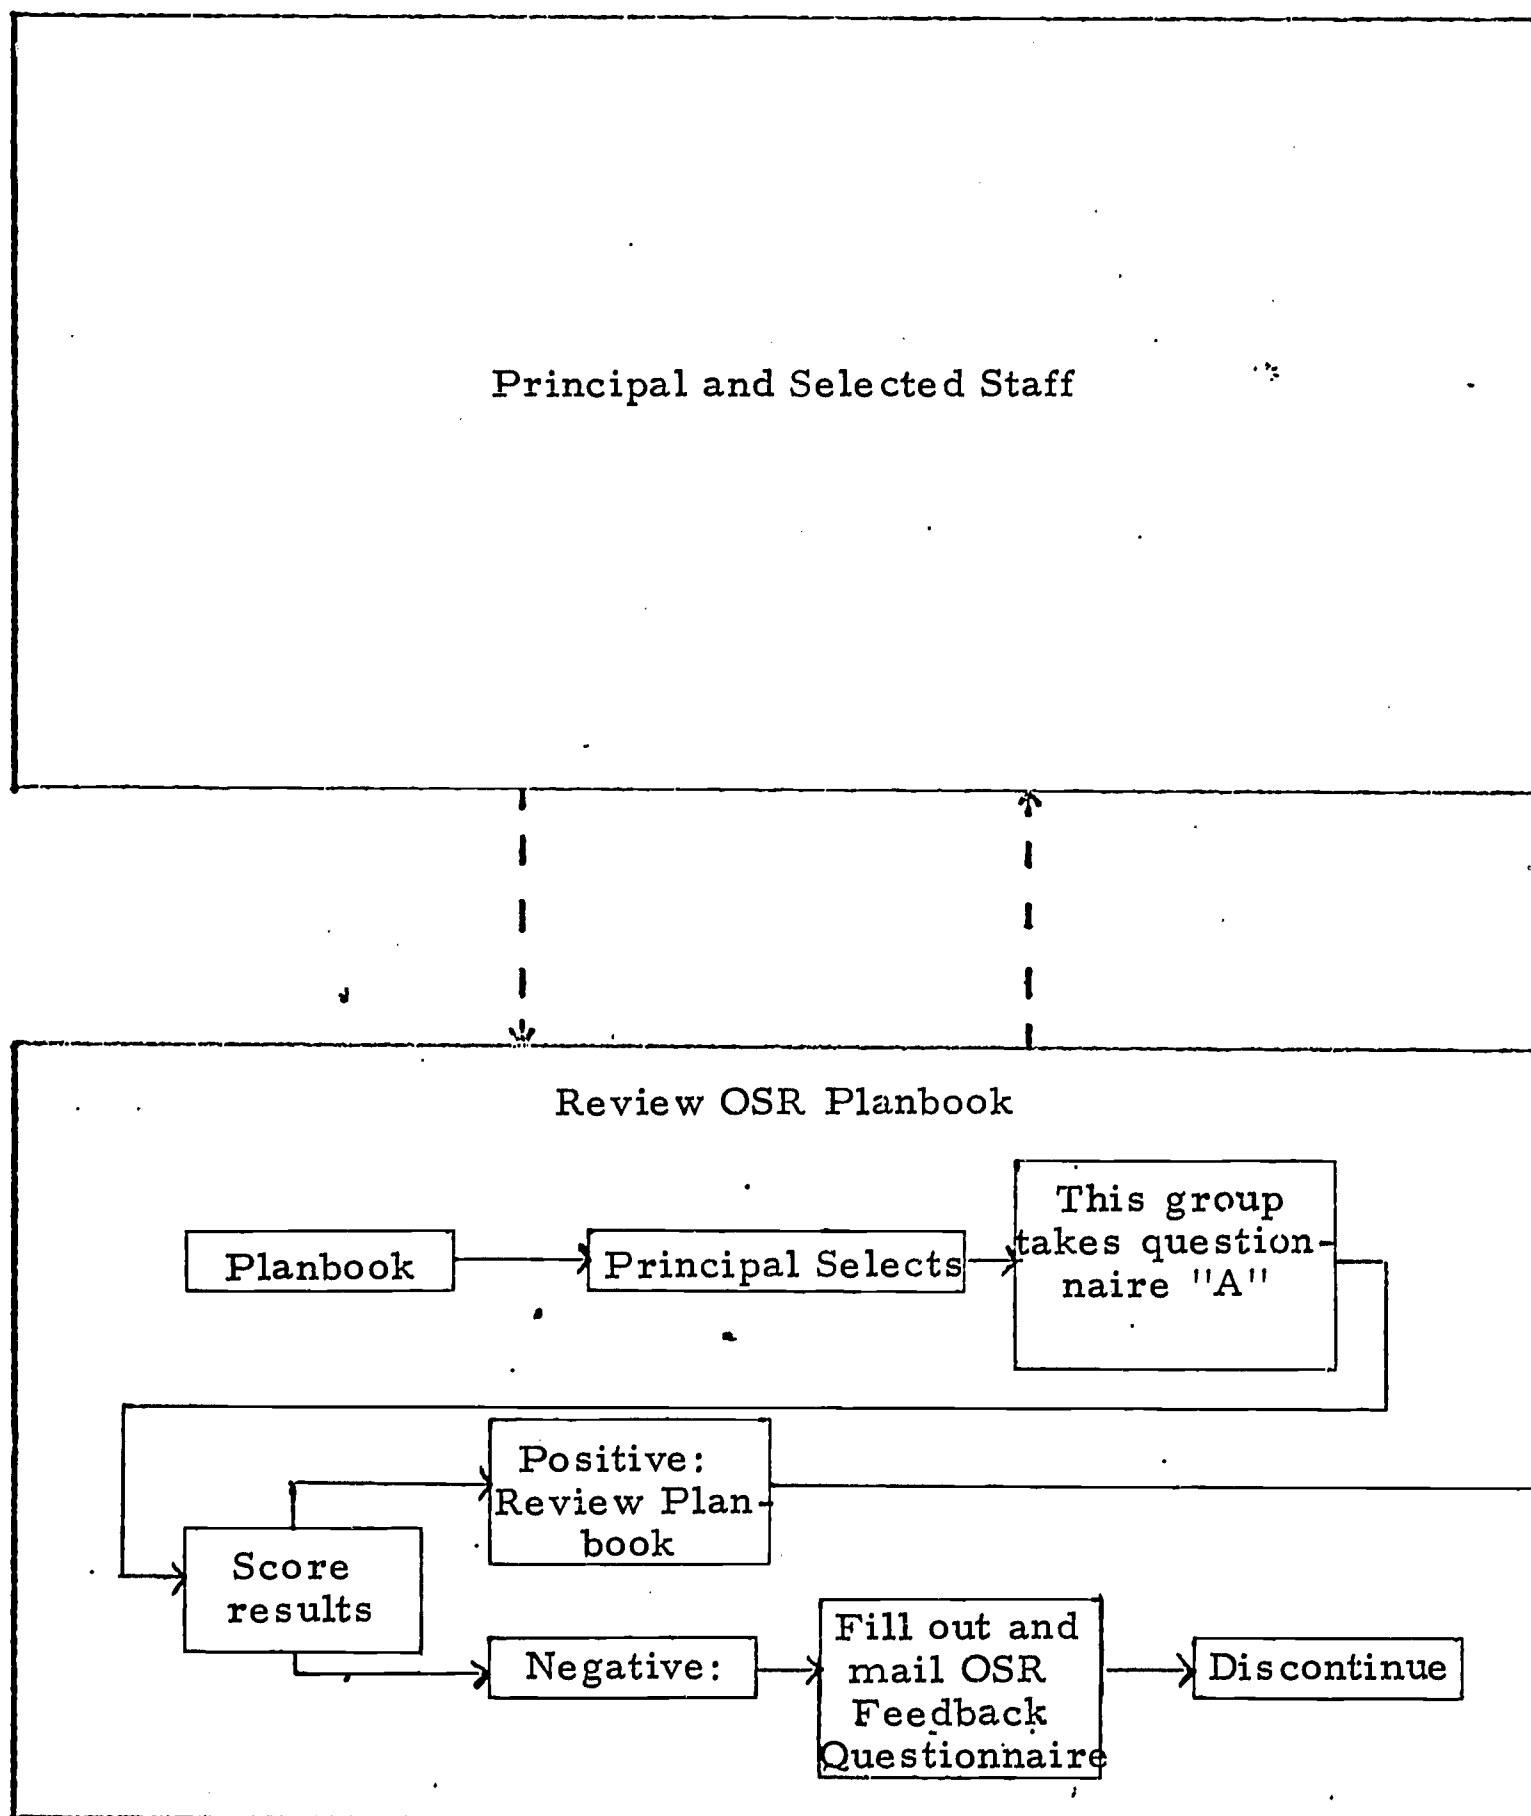 Principal and Selected Staff
Review OSR Planbook
Planbook
Principal Selects
This group
takes question-
naire "A"
Positive:
Review Plan-
book
Score
results
Negative:
Fill out and
mail OSR
Feedback
Questionnaire
Discontinue